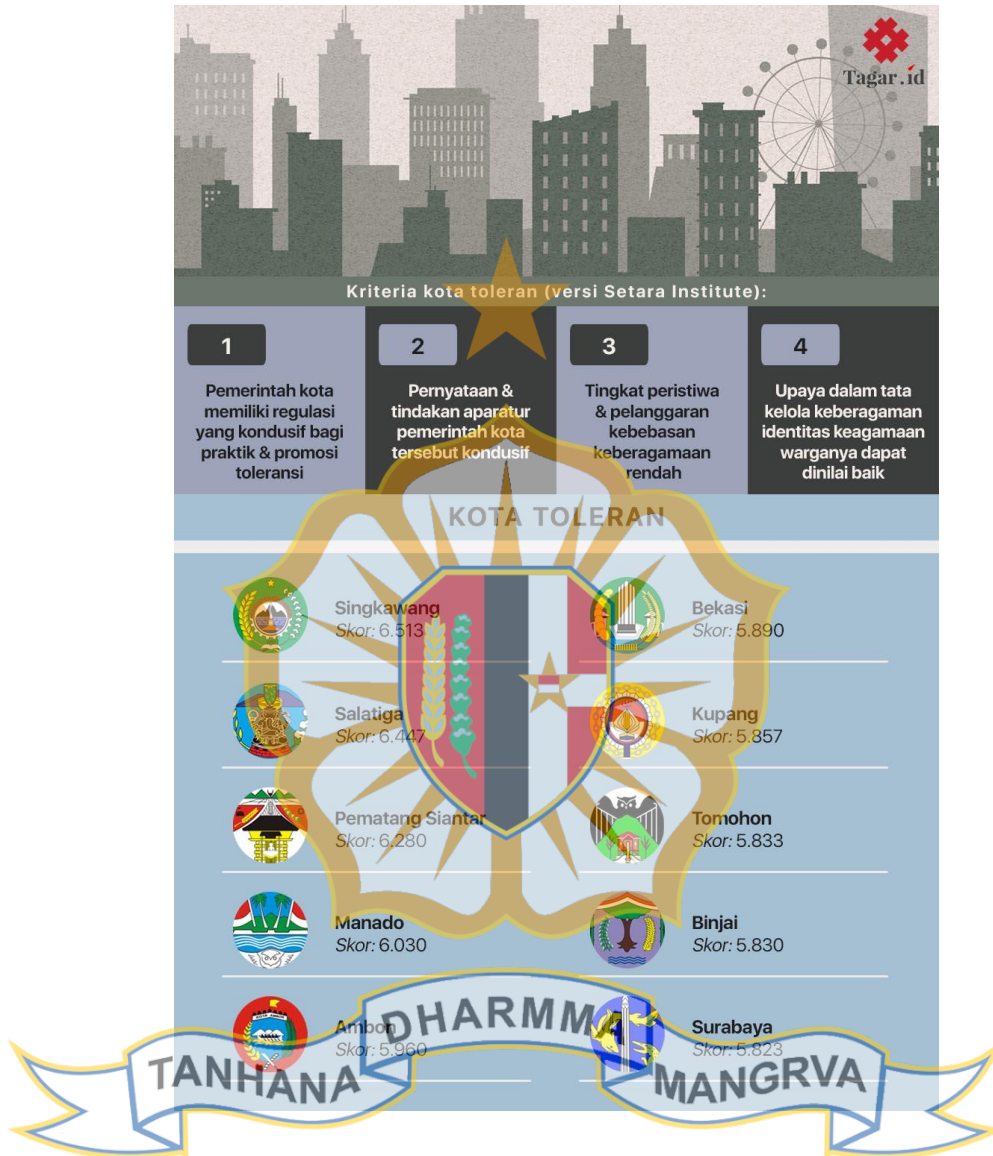 Tagar.id
Kriteria kota toleran (versi Setara Institute):
1
Pemerintah kota
memiliki regulasi
yang kondusif bagi
praktik & promosi
toleransi
2
Pernyataan &
tindakan aparatur
pemerintah kota
tersebut kondusif
3
Tingkat peristiwa
& pelanggaran
kebebasan
keberagamaan
rendah
4
Upaya dalam tata
kelola keberagaman
identitas keagamaan
warganya dapat
dinilai baik
KOTA TOLERAN
Singkawang
Skor: 6.513
Salatiga
Skor: 6.447
Pematang Siantar
Skor: 6.280
Manado
Skor: 6.030
Ambon
Skor: 5.960
Bekasi
Skor: 5.890
Kupang
Skor: 5.857
Tomohon
Skor: 5.833
Binjai
Skor: 5.830
Surabaya
Skor: 5.823
TANHANA DHARMM MANGRVA